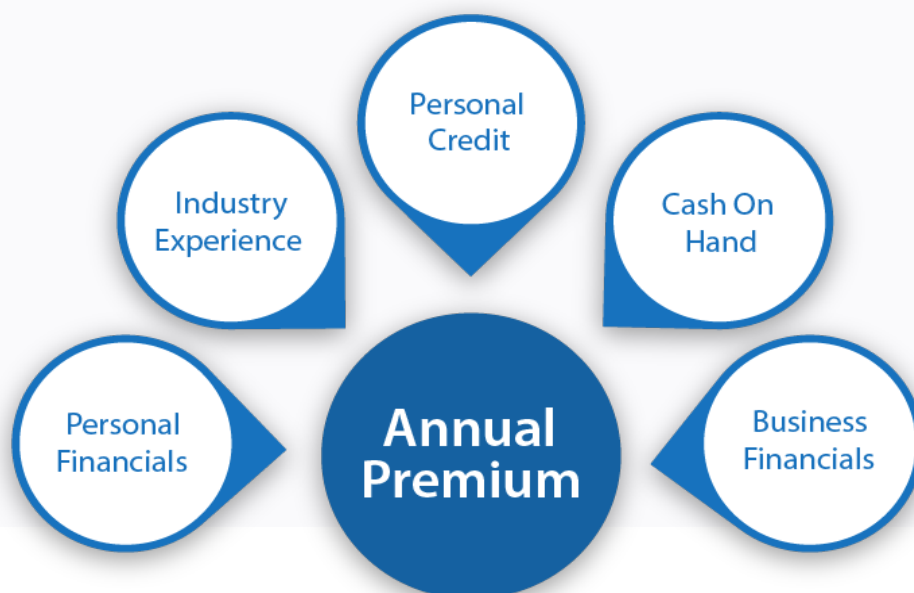 Personal
Credit
Industry
Experience
Cash On
Hand
Personal
Financials
Annual
Premium
Business
Financials